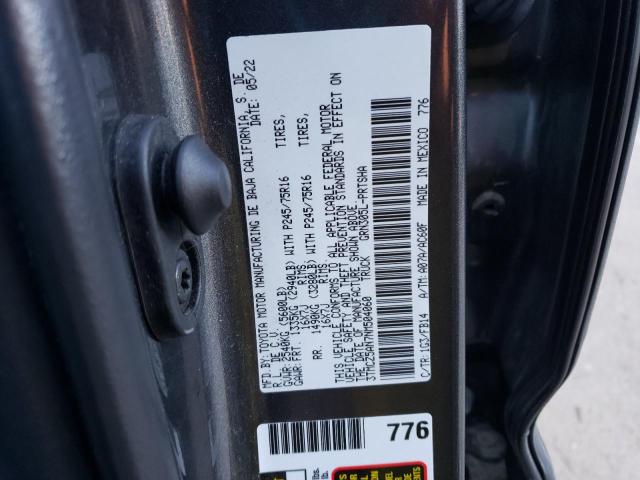 MFD.BY:TOYOTA MOTOR MANUFACTURING DE BAJA CALIFORNIA, S. DE
R.L. DE C.V. DATE: 05/22
GVWR: 2540KG (5600LB)
GAWR:FRT. 1335KG (2940LB) WITH P245/75R16 TIRES,
16X7J RIMS.
RR. 1490KG (3280LB) WITH P245/75R16 TIRES,
16X7J RIMS.
THIS VEHICLE CONFORMS TO ALL APPLICABLE FEDERAL MOTOR
VEHICLE SAFETY AND THEFT PREVENTION STANDARDS IN EFFECT ON
THE DATE OF MANUFACTURE SHOWN ABOVE.
3TMCZ5AN7NM504060 TRUCK GRN305L-PRTSHA
C/TR:1G3/FB14 A/TM:A07A/AC60F MADE IN MEXICO 776
776
lbs.
lb.